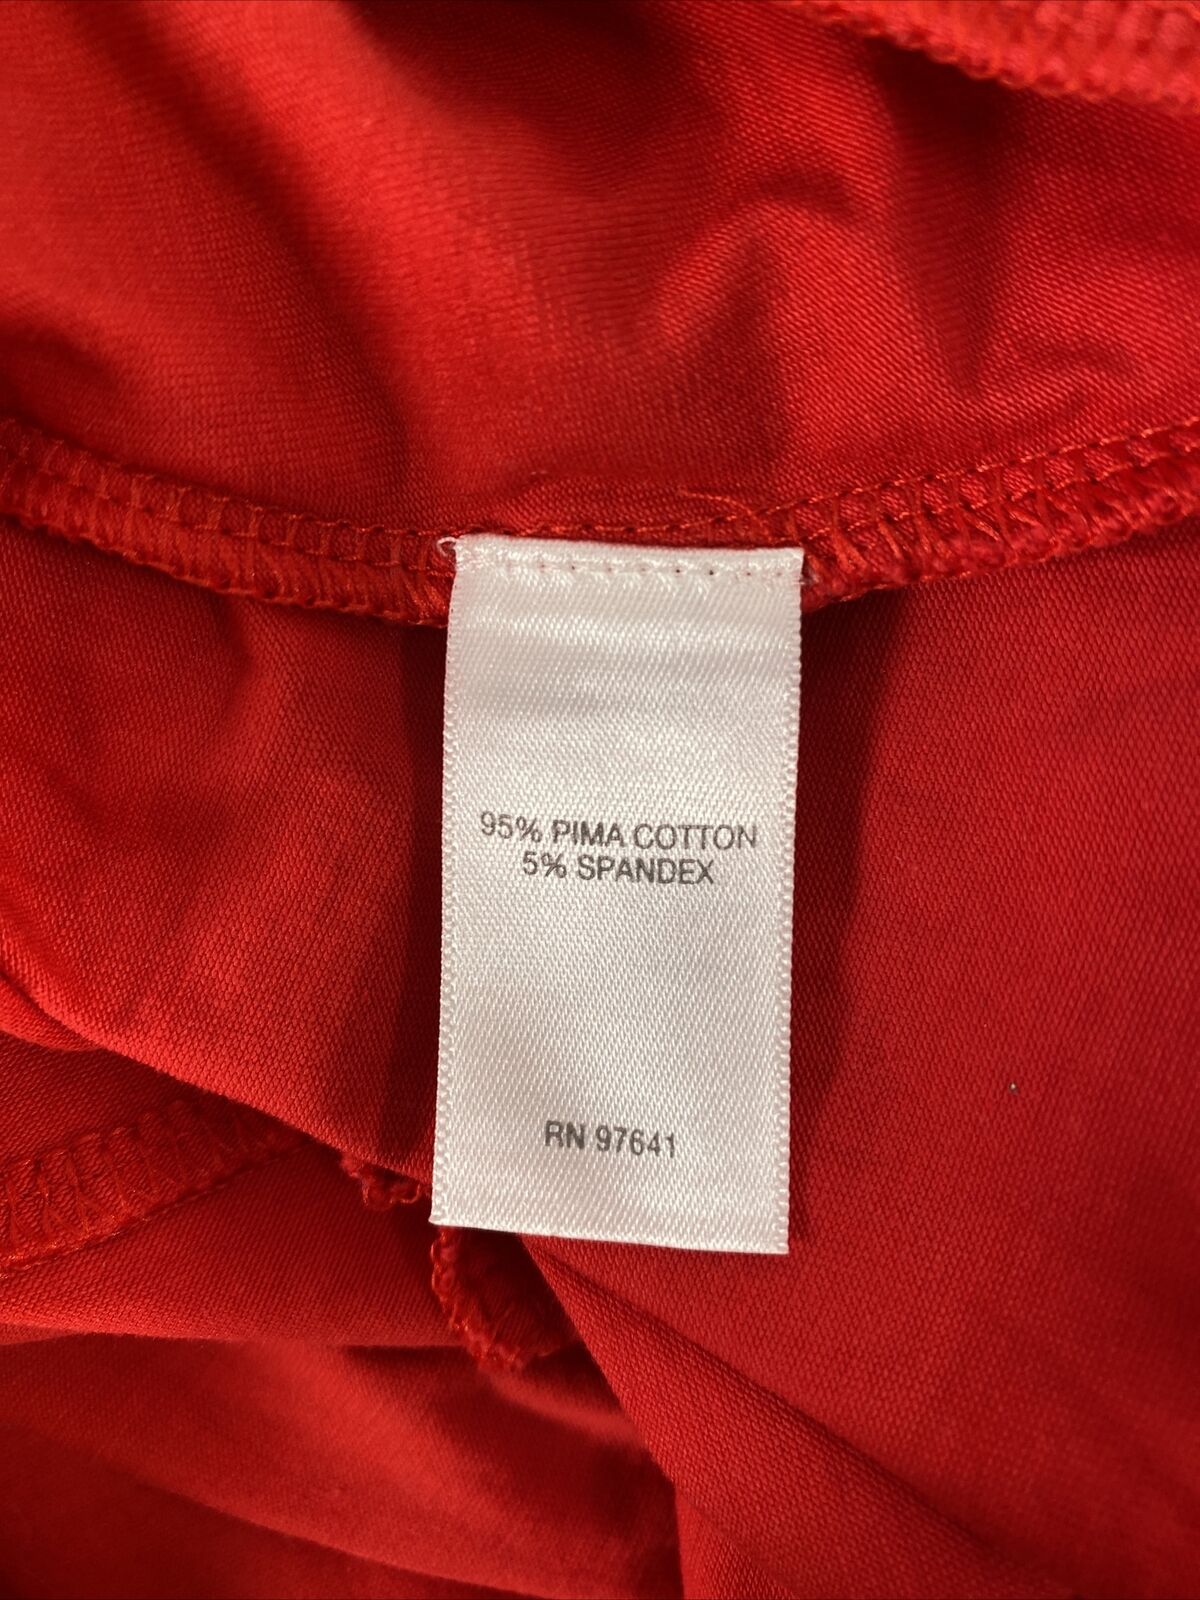 95% PIMA COTTON
5% SPANDEX
RN 97641